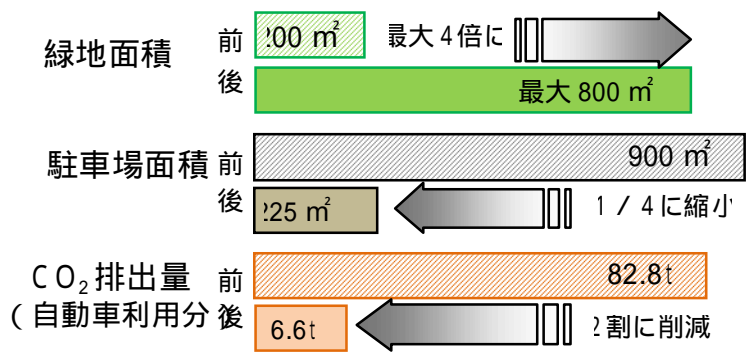 緑地面積
前
200 ㎡
最大4倍に
後
最大 800 ㎡
駐車場面積
前
900 ㎡
後
225 ㎡
1/4に縮小
CO₂排出量
(自動車利用分)
前
82.8t
後
6.6t
2割に削減